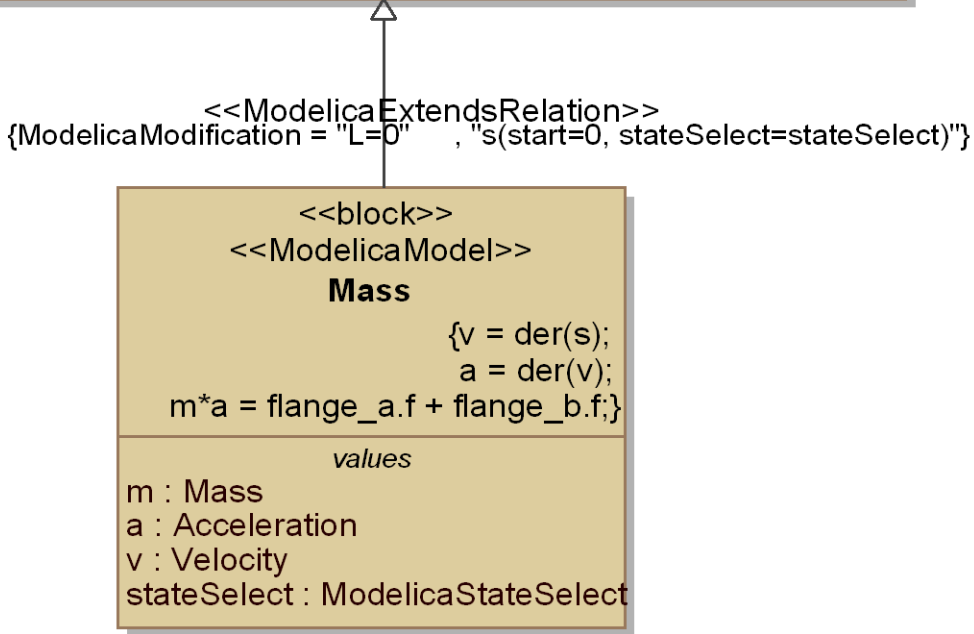 <<ModelicaExtendsRelation>>
{ModelicaModification = "L=0" , "s(start=0, stateSelect=stateSelect)"}
<<block>>
<<ModelicaModel>>
Mass
{v = der(s);
a = der(v);
m*a = flange_a.f + flange_b.f;}
values
m : Mass
a : Acceleration
v : Velocity
stateSelect : ModelicaStateSelect